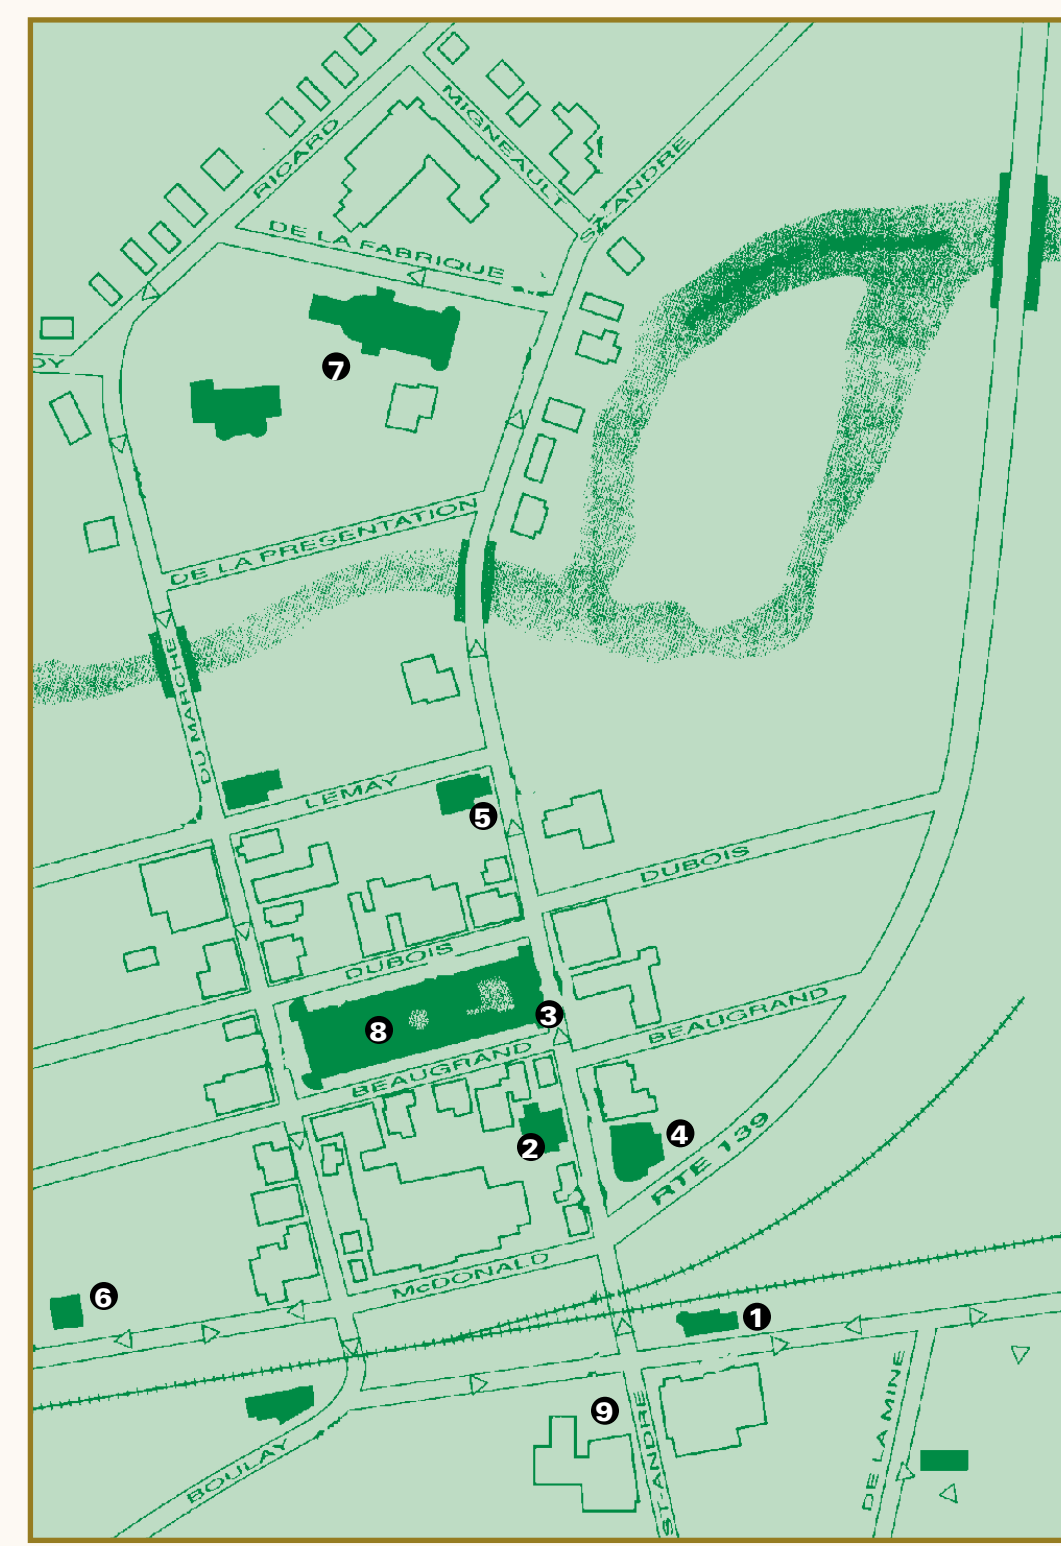 RICARD
MIGNEAULT
ST-ANDRE
DE LA FABRIQUE
OY
7
DE LA PRESENTATION
DU MARCHE
LEMAY
5
DUBOIS
DUBOIS
8
3
BEAUGRAND
BEAUGRAND
2
4
RTE 139
McDONALD
6
1
9
ST-ANDRE
DE LA MINE
BOULAY